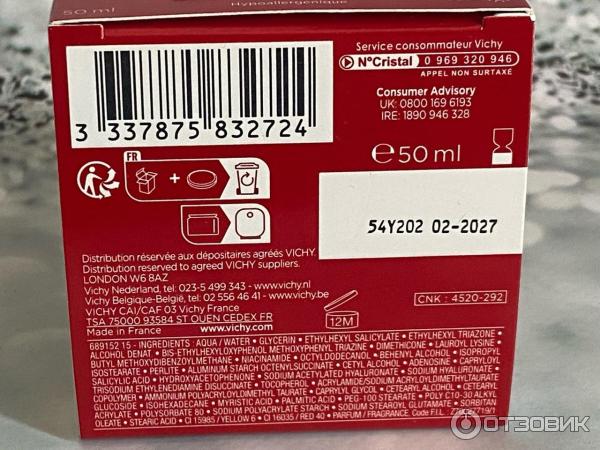 50 ml
Hypoallergénique
Service consommateur Vichy
N°Cristal 0 969 320 946
APPEL NON SURTAXÉ
Consumer Advisory
UK: 0800 169 6193
IRE: 1890 946 328
3 337875 832724
℮50 ml
FR
54Y202 02-2027
Distribution réservée aux dépositaires agréés VICHY.
Distribution reserved to agreed VICHY suppliers.
LONDON W6 8AZ
Vichy Nederland, tel: 023-5 499 343 - www.vichy.nl
Vichy Belgique-België, tel: 02 556 46 41 - www.vichy.be
VICHY CAI/CAF 03 Vichy France
TSA 75000 93584 ST OUEN CEDEX FR
Made in France - www.vichy.com
12M
CNK : 4520-292
689152 15 - INGREDIENTS : AQUA / WATER • GLYCERIN • ETHYLHEXYL SALICYLATE • ETHYLHEXYL TRIAZONE
ALCOHOL DENAT • BIS-ETHYLHEXYLOXYPHENOL METHOXYPHENYL TRIAZINE • DIMETHICONE • LAUROYL LYSINE
BUTYL METHOXYDIBENZOYLMETHANE • NIACINAMIDE • OCTYLDODECANOL • BEHENYL ALCOHOL • ISOPROPYL
ISOSTEARATE • PERLITE • ALUMINUM STARCH OCTENYLSUCCINATE • CETYL ALCOHOL • ADENOSINE • CAPRYLOYL
SALICYLIC ACID • HYDROXYACETOPHENONE • SODIUM ACETYLATED HYALURONATE • SODIUM HYALURONATE
TRISODIUM ETHYLENEDIAMINE DISUCCINATE • TOCOPHEROL • ACRYLAMIDE/SODIUM ACRYLOYLDIMETHYLTAURATE
COPOLYMER • AMMONIUM POLYACRYLOYLDIMETHYL TAURATE • CAPRYLYL GLYCOL • CETEARYL ALCOHOL • CETEARYL
GLUCOSIDE • ISOHEXADECANE • MYRISTIC ACID • PALMITIC ACID • PEG-100 STEARATE • POLY C10-30 ALKYL
ACRYLATE • POLYSORBATE 80 • SODIUM POLYACRYLATE STARCH • SODIUM STEAROYL GLUTAMATE • SORBITAN
OLEATE • STEARIC ACID • CI 15985 / YELLOW 6 • CI 16035 / RED 40 • PARFUM / FRAGRANCE. Code F.I.L.
ОТЗОВИК